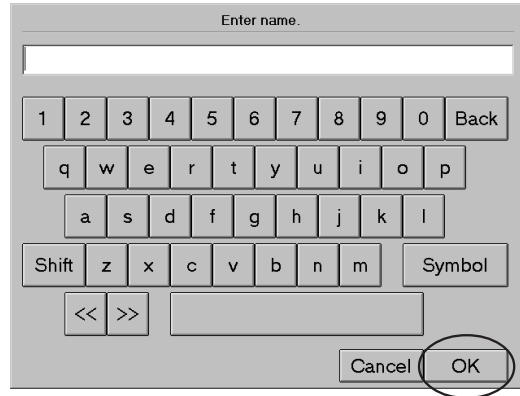 Enter name.
1 2 3 4 5 6 7 8 9 0 Back
q w e r t y u i o p
a s d f g h j k l
Shift z x c v b n m Symbol
<< >>
Cancel OK